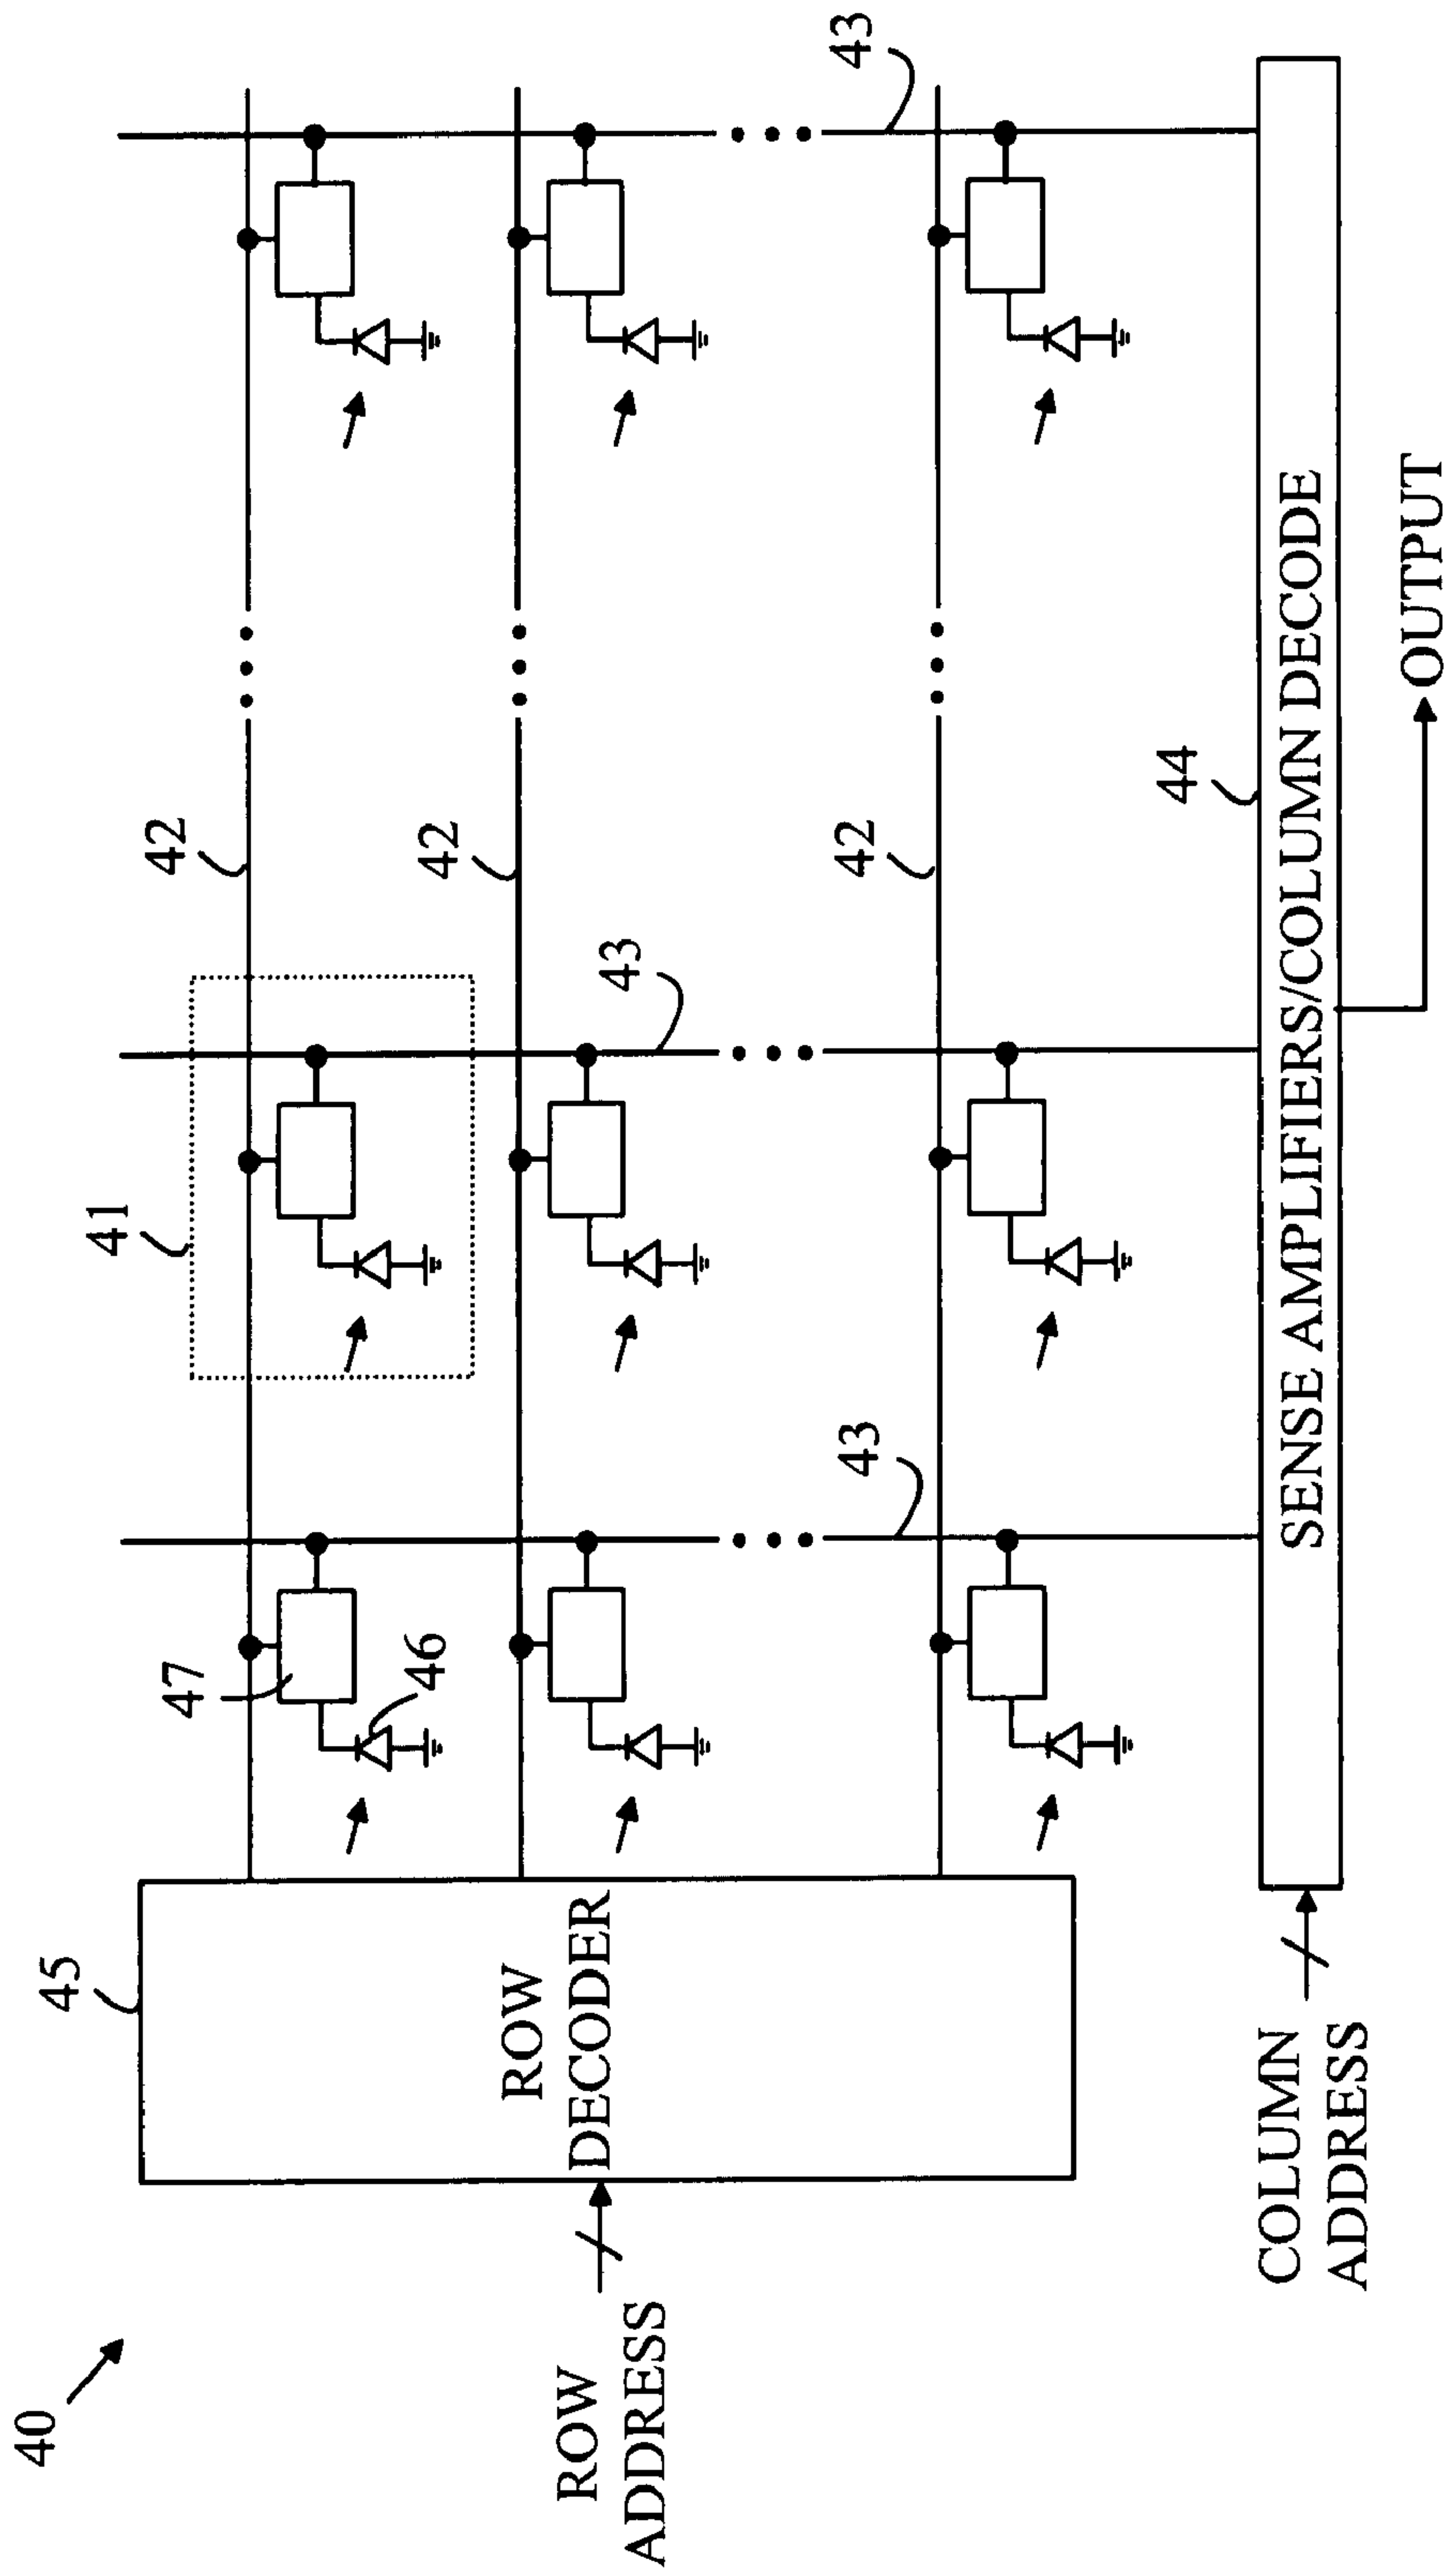 40
45
ROW
DECODER
ROW
ADDRESS
47
46
41
42
42
42
43
43
43
44
SENSE AMPLIFIERS/COLUMN DECODE
COLUMN
ADDRESS
OUTPUT